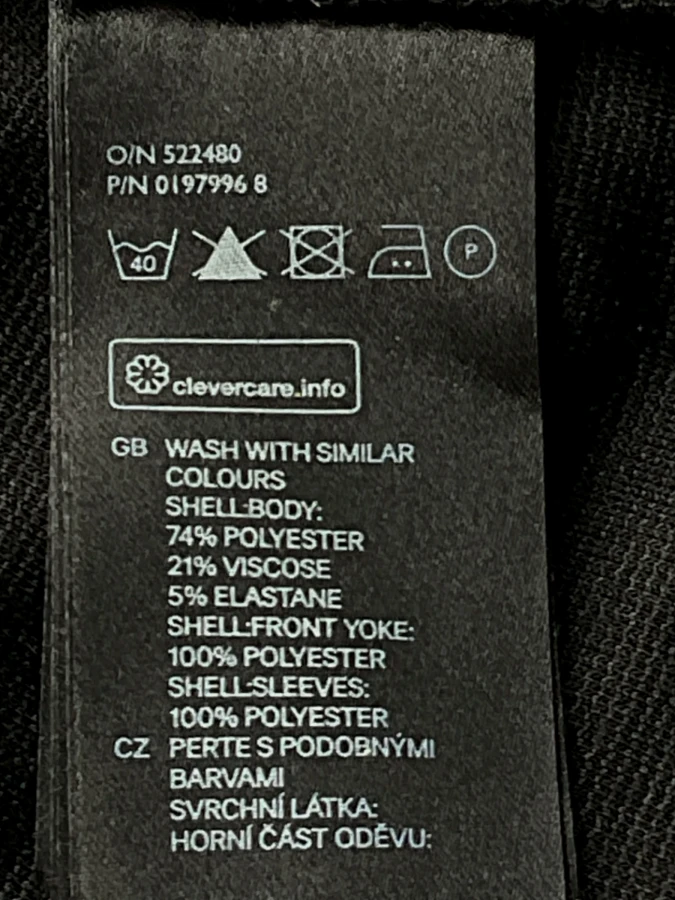 O/N 522480
P/N 0197996 8
40 P
clevercare.info
GB WASH WITH SIMILAR
COLOURS
SHELL:BODY:
74% POLYESTER
21% VISCOSE
5% ELASTANE
SHELL:FRONT YOKE:
100% POLYESTER
SHELL:SLEEVES:
100% POLYESTER
CZ PERTE S PODOBNÝMI
BARVAMI
SVRCHNÍ LÁTKA:
HORNÍ ČÁST ODĚVU: